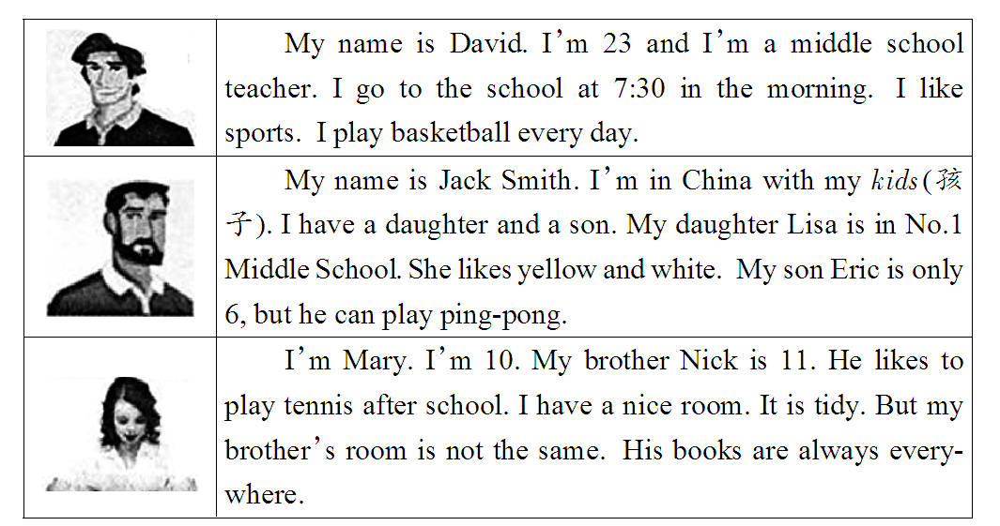 My name is David. I'm 23 and I'm a middle school
teacher. I go to the school at 7:30 in the morning. I like
sports. I play basketball every day.
My name is Jack Smith. I'm in China with my kids(孩
子). I have a daughter and a son. My daughter Lisa is in No.1
Middle School. She likes yellow and white. My son Eric is only
6, but he can play ping-pong.
I'm Mary. I'm 10. My brother Nick is 11. He likes to
play tennis after school. I have a nice room. It is tidy. But my
brother's room is not the same. His books are always every-
where.